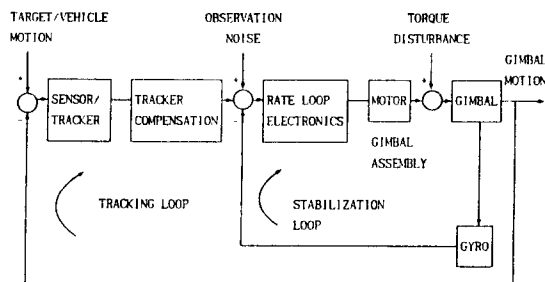 TARGET/VEHICLE
MOTION
OBSERVATION
NOISE
TORQUE
DISTURBANCE
GIMBAL
MOTION
+
-
SENSOR/
TRACKER
TRACKER
COMPENSATION
+
-
RATE LOOP
ELECTRONICS
MOTOR
+
+
GIMBAL
GIMBAL
ASSEMBLY
TRACKING LOOP
STABILIZATION
LOOP
GYRO